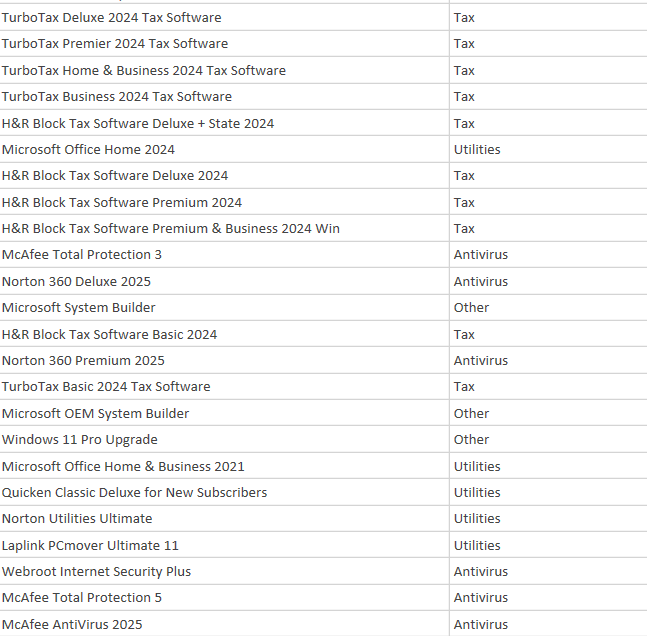 TurboTax Deluxe 2024 Tax Software Tax
TurboTax Premier 2024 Tax Software Tax
TurboTax Home & Business 2024 Tax Software Tax
TurboTax Business 2024 Tax Software Tax
H&R Block Tax Software Deluxe + State 2024 Tax
Microsoft Office Home 2024 Utilities
H&R Block Tax Software Deluxe 2024 Tax
H&R Block Tax Software Premium 2024 Tax
H&R Block Tax Software Premium & Business 2024 Win Tax
McAfee Total Protection 3 Antivirus
Norton 360 Deluxe 2025 Antivirus
Microsoft System Builder Other
H&R Block Tax Software Basic 2024 Tax
Norton 360 Premium 2025 Antivirus
TurboTax Basic 2024 Tax Software Tax
Microsoft OEM System Builder Other
Windows 11 Pro Upgrade Other
Microsoft Office Home & Business 2021 Utilities
Quicken Classic Deluxe for New Subscribers Utilities
Norton Utilities Ultimate Utilities
Laplink PCmover Ultimate 11 Utilities
Webroot Internet Security Plus Antivirus
McAfee Total Protection 5 Antivirus
McAfee AntiVirus 2025 Antivirus